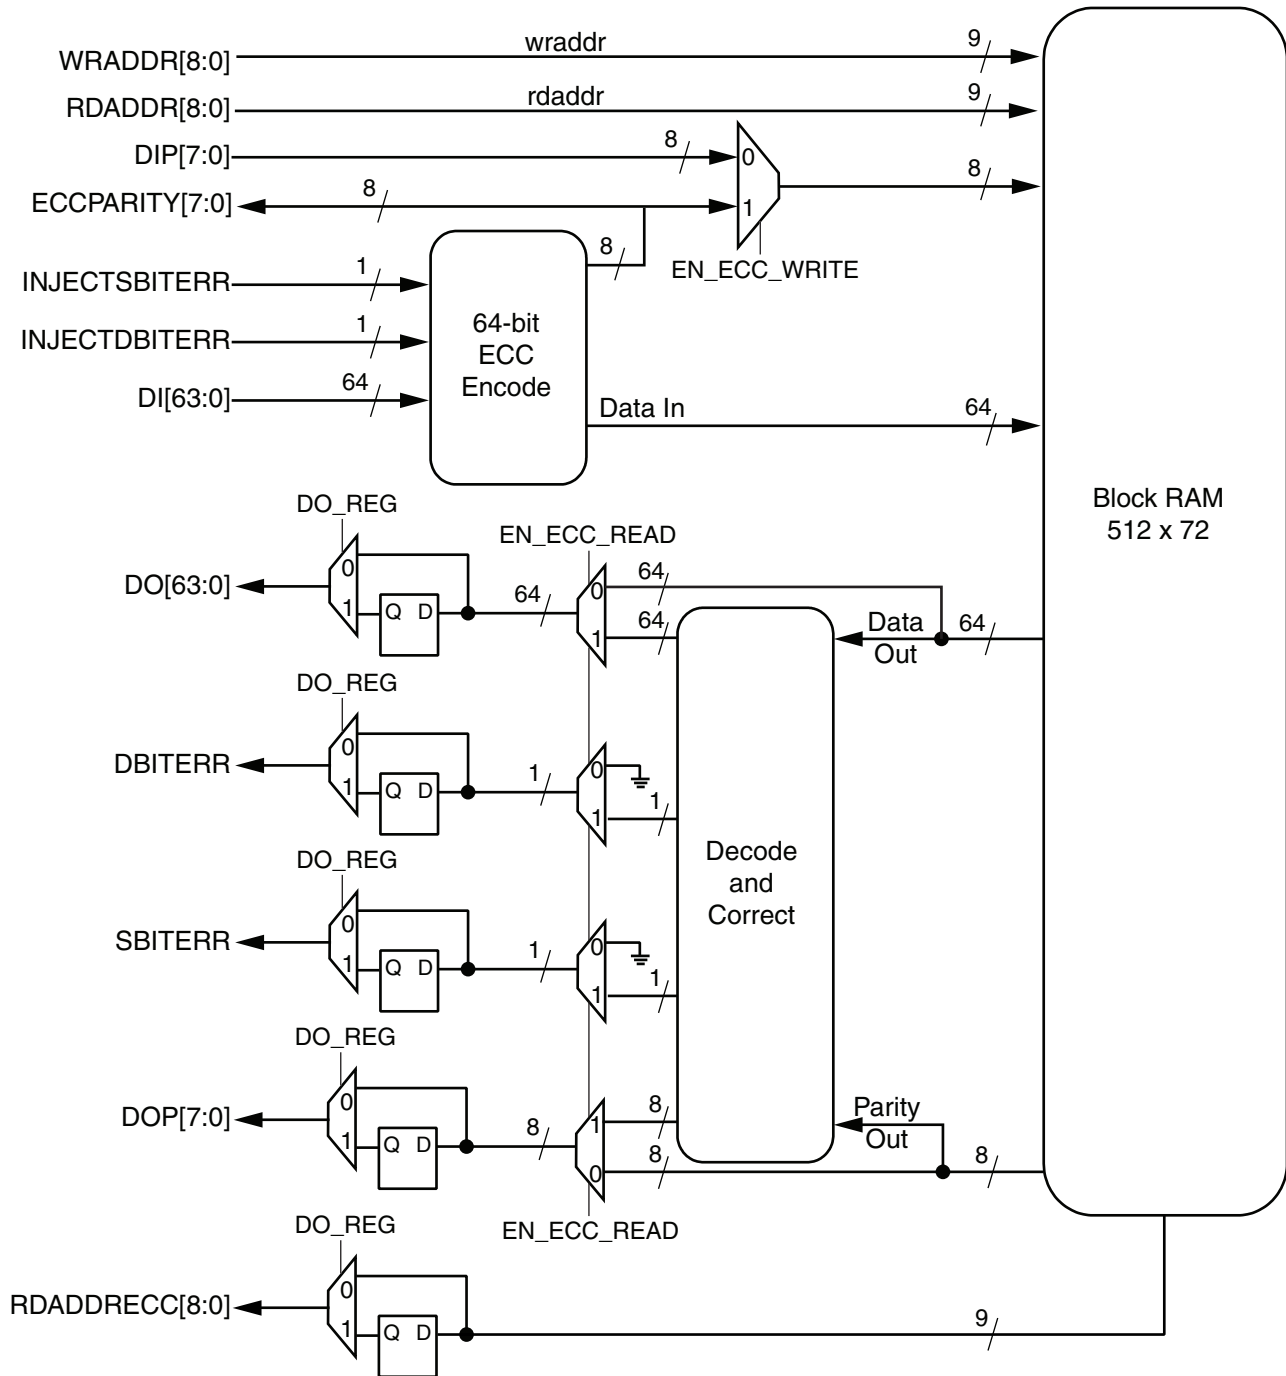 WRADDR[8:0] wraddr 9
RDADDR[8:0] rdaddr 9
DIP[7:0] 8 0
8
ECCPARITY[7:0] 8 1
EN_ECC_WRITE
8
INJECTSBITERR 1
INJECTDBITERR 1
DI[63:0] 64
64-bit
ECC
Encode
Data In 64
Block RAM
512 x 72
DO_REG
EN_ECC_READ
DO[63:0] 0
1 Q D
64 0 64
1 64
Data
Out
64
DO_REG
DBITERR 0
1 Q D
1 0
1 1
Decode
and
Correct
DO_REG
SBITERR 0
1 Q D
1 0
1 1
DO_REG
DOP[7:0] 0
1 Q D
8 1 8
0 8
Parity
Out
8
EN_ECC_READ
DO_REG
RDADDRECC[8:0] 0
1 Q D
9